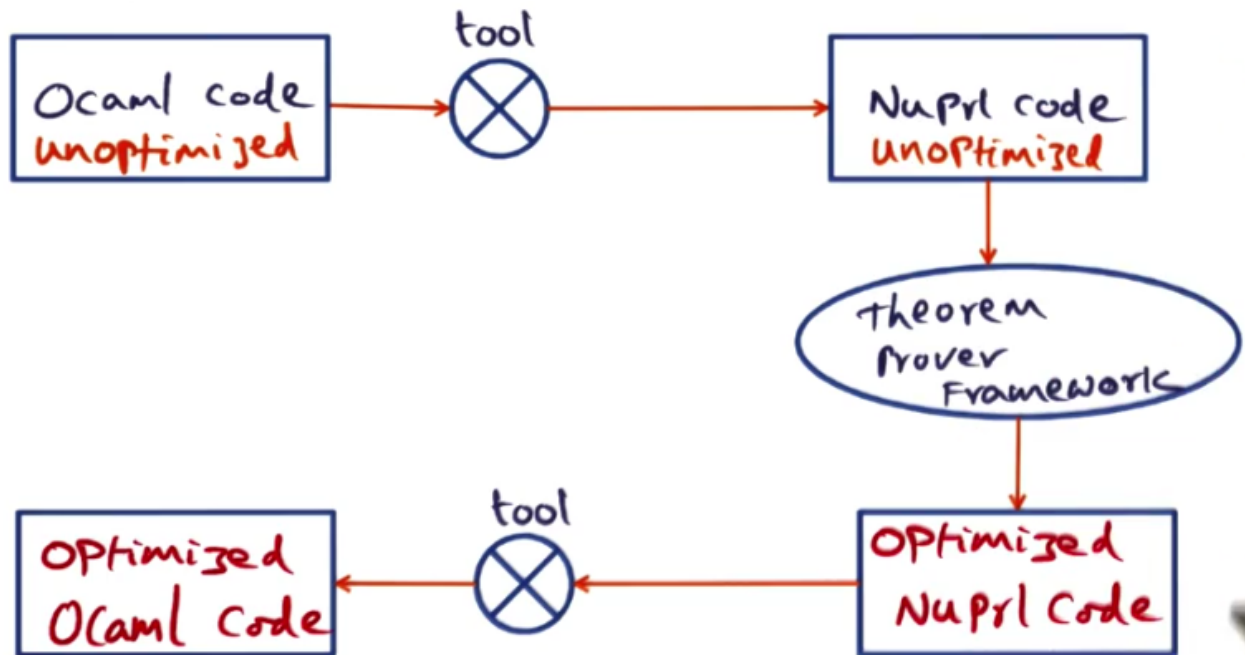 tool
Ocaml code
unoptimized
Nuprl code
unoptimized
Theorem
Prover
Framework
tool
Optimized
Ocaml Code
Optimized
Nuprl Code